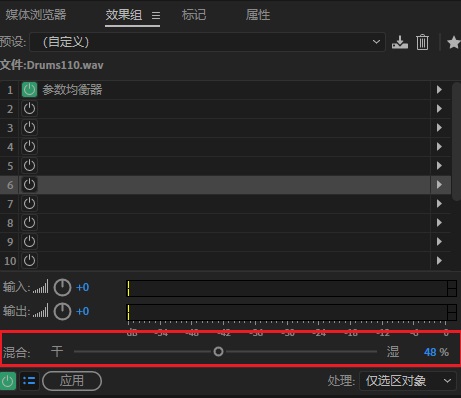 媒体浏览器 效果组 标记 属性
预设: (自定义)
文件:Drums110.wav
1 参数均衡器
2
3
4
5
6
7
8
9
10
输入: +0
输出: +0
dB -54 -48 -42 -36 -30 -24 -18 -12 -6 0
混合: 干 湿 48 %
应用 处理: 仅选区对象